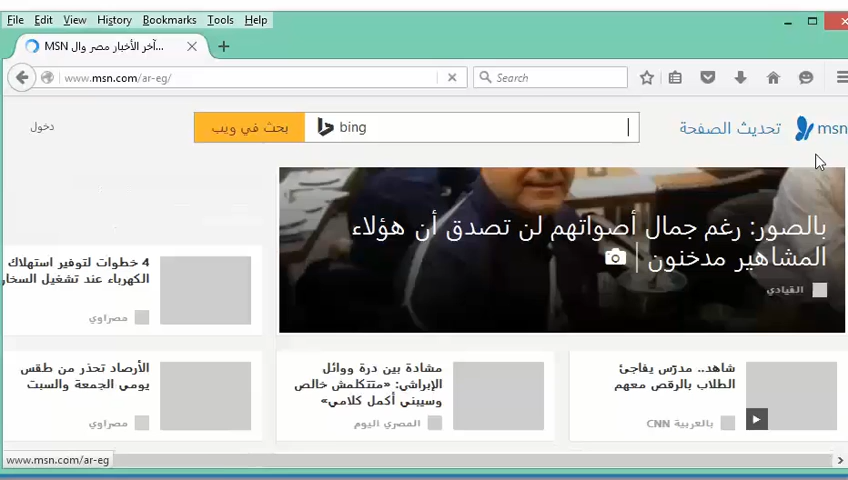 File Edit View History Bookmarks Tools Help
آخر الأخبار مصر وال MSN...
www.msn.com/ar-eg/
Search
msn
تحديث الصفحة
bing
بحث في ويب
دخول
بالصور: رغم جمال أصواتهم لن تصدق أن هؤلاء
المشاهير مدخنون |
القيادي
4 خطوات لتوفير استهلاك
الكهرباء عند تشغيل السخا
مصراوي
شاهد.. مدرّس يفاجئ
الطلاب بالرقص معهم
CNN بالعربية
مشادة بين درة ووائل
الإبراشي: «متتكلمش خالص
وسيبني أكمل كلامي»
المصري اليوم
الأرصاد تحذر من طقس
يومي الجمعة والسبت
مصراوي
www.msn.com/ar-eg